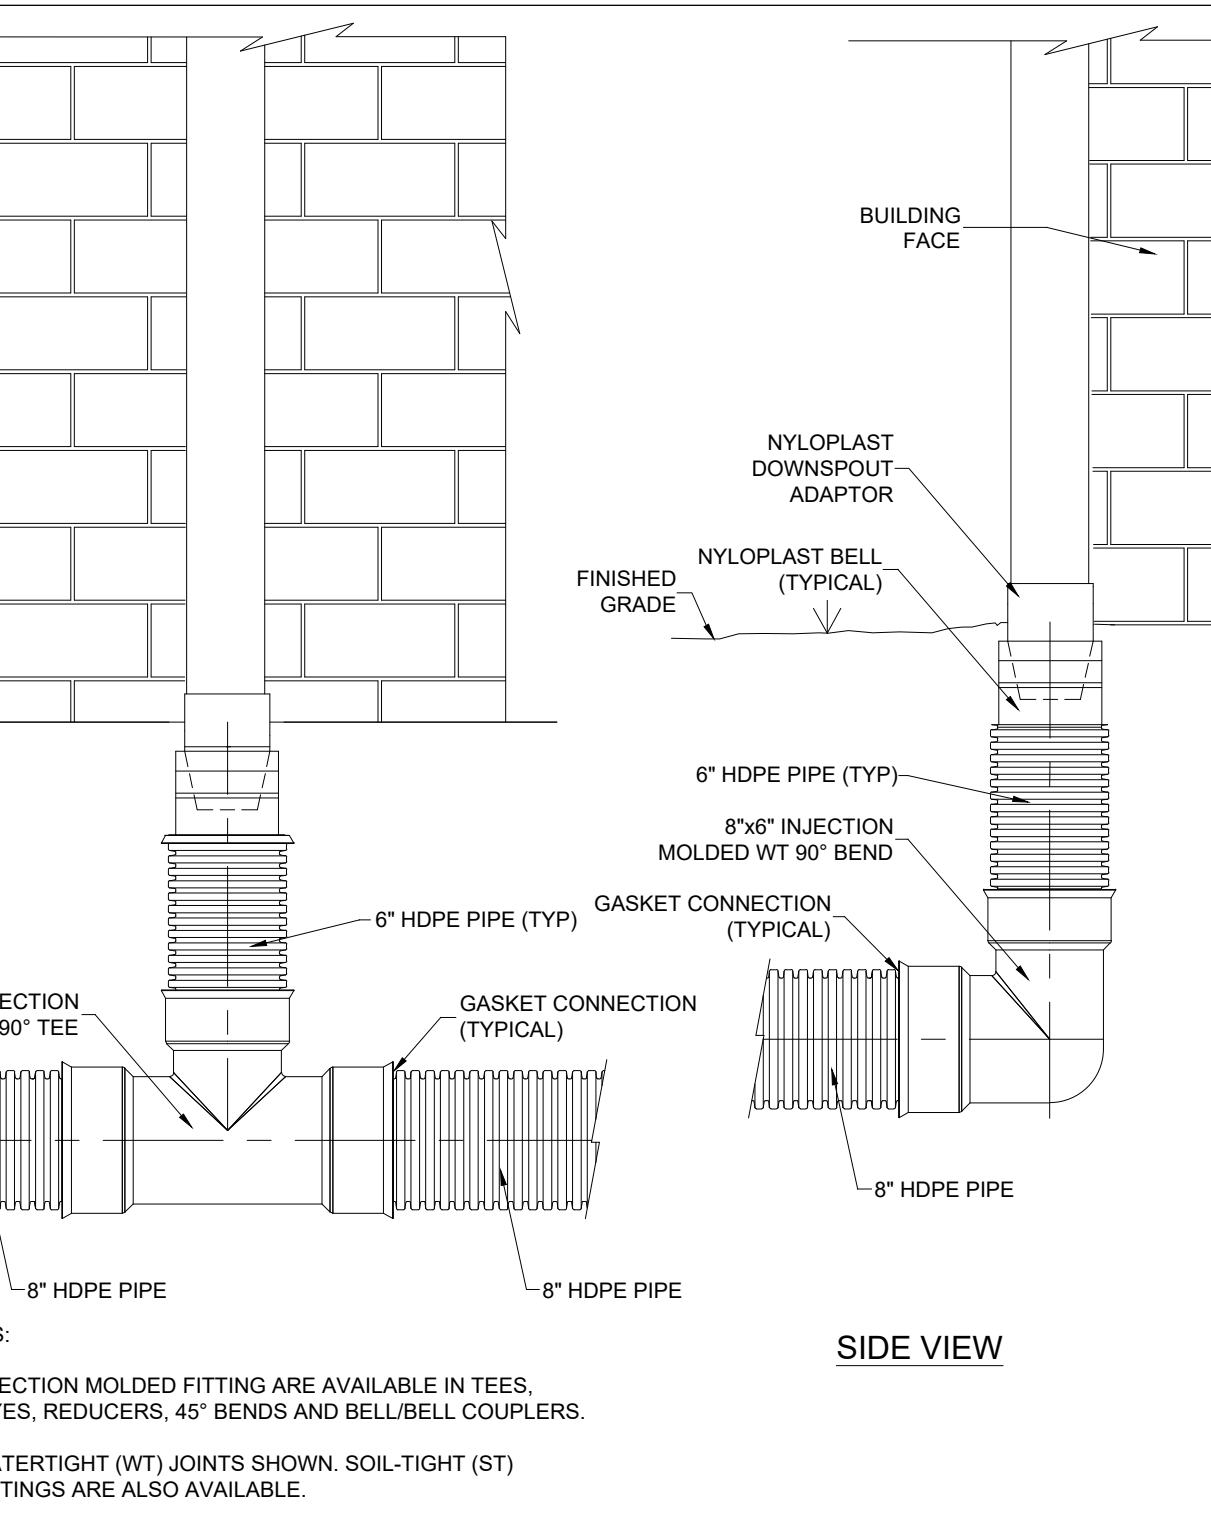 BUILDING
FACE
NYLOPLAST
DOWNSPOUT
ADAPTOR
NYLOPLAST BELL
(TYPICAL)
FINISHED
GRADE
6" HDPE PIPE (TYP)
8"x6" INJECTION
MOLDED WT 90° BEND
GASKET CONNECTION
(TYPICAL)
8" HDPE PIPE
6" HDPE PIPE (TYP)
ECTION
90° TEE
GASKET CONNECTION
(TYPICAL)
8" HDPE PIPE
8" HDPE PIPE
SIDE VIEW
S:
ECTION MOLDED FITTING ARE AVAILABLE IN TEES,
YES, REDUCERS, 45° BENDS AND BELL/BELL COUPLERS.
ATERTIGHT (WT) JOINTS SHOWN. SOIL-TIGHT (ST)
TINGS ARE ALSO AVAILABLE.